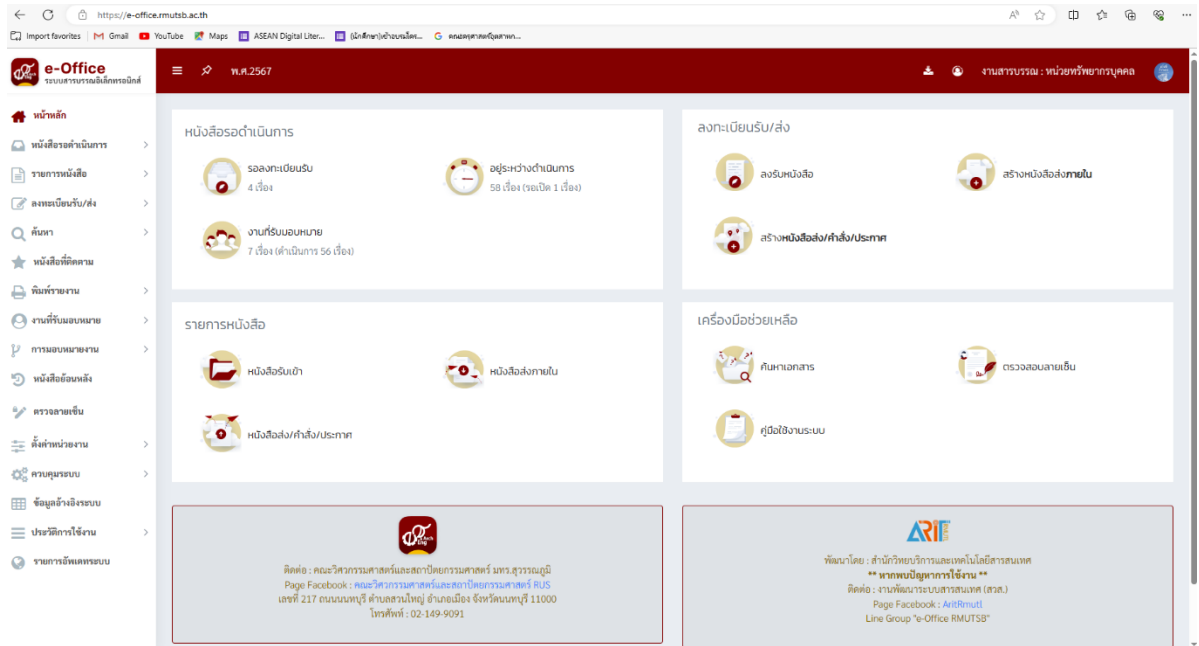 https://e-office.rmutsb.ac.th
Import favorites
Gmail
YouTube
Maps
ASEAN Digital Liter...
(นักศึกษา)เข้าอบรมโคร...
คณะครุศาสตร์อุตสาหก...
e-Office
ระบบสารบรรณอิเล็กทรอนิกส์
พ.ศ.2567
งานสารบรรณ : หน่วยทรัพยากรบุคคล
หน้าหลัก
หนังสือรอดำเนินการ
รายการหนังสือ
ลงทะเบียนรับ/ส่ง
ค้นหา
หนังสือที่ติดตาม
พิมพ์รายงาน
งานที่รับมอบหมาย
การมอบหมายงาน
หนังสือย้อนหลัง
ตรวจลายเซ็น
ตั้งค่าหน่วยงาน
ควบคุมระบบ
ข้อมูลอ้างอิงระบบ
ประวัติการใช้งาน
รายการอัพเดทระบบ
หนังสือรอดำเนินการ
รอลงทะเบียนรับ
4 เรื่อง
อยู่ระหว่างดำเนินการ
58 เรื่อง (รอเปิด 1 เรื่อง)
งานที่รับมอบหมาย
7 เรื่อง (ดำเนินการ 56 เรื่อง)
ลงทะเบียนรับ/ส่ง
ลงรับหนังสือ
สร้างหนังสือส่งภายใน
สร้างหนังสือส่ง/คำสั่ง/ประกาศ
รายการหนังสือ
หนังสือรับเข้า
หนังสือส่งภายใน
หนังสือส่ง/คำสั่ง/ประกาศ
เครื่องมือช่วยเหลือ
ค้นหาเอกสาร
ตรวจสอบลายเซ็น
คู่มือใช้งานระบบ
ติดต่อ : คณะวิศวกรรมศาสตร์และสถาปัตยกรรมศาสตร์ มทร.สุวรรณภูมิ
Page Facebook : คณะวิศวกรรมศาสตร์และสถาปัตยกรรมศาสตร์ RUS
เลขที่ 217 ถนนนนทบุรี ตำบลสวนใหญ่ อำเภอเมือง จังหวัดนนทบุรี 11000
โทรศัพท์ : 02-149-9091
ARIT
พัฒนาโดย : สำนักวิทยบริการและเทคโนโลยีสารสนเทศ
** หากพบปัญหาการใช้งาน **
ติดต่อ : งานพัฒนาระบบสารสนเทศ (สวส.)
Page Facebook : AritRmutl
Line Group "e-Office RMUTSB"